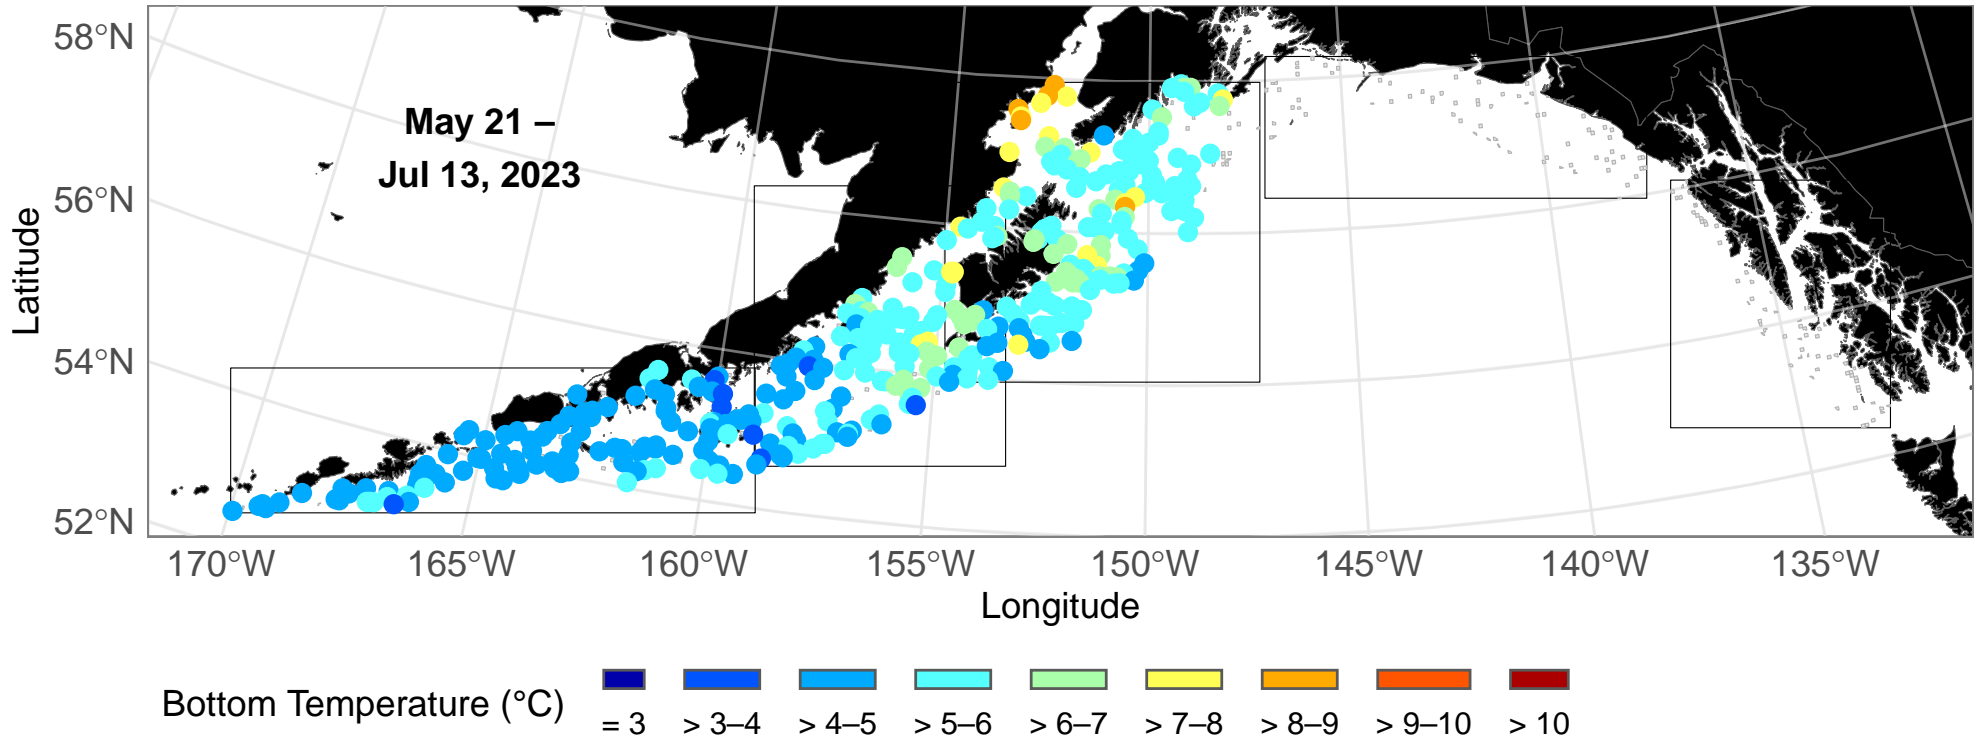 58°N
56°N
54°N
52°N
Latitude
May 21 –
Jul 13, 2023
170°W 165°W 160°W 155°W 150°W 145°W 140°W 135°W
Longitude
Bottom Temperature (°C)
= 3 > 3–4 > 4–5 > 5–6 > 6–7 > 7–8 > 8–9 > 9–10 > 10